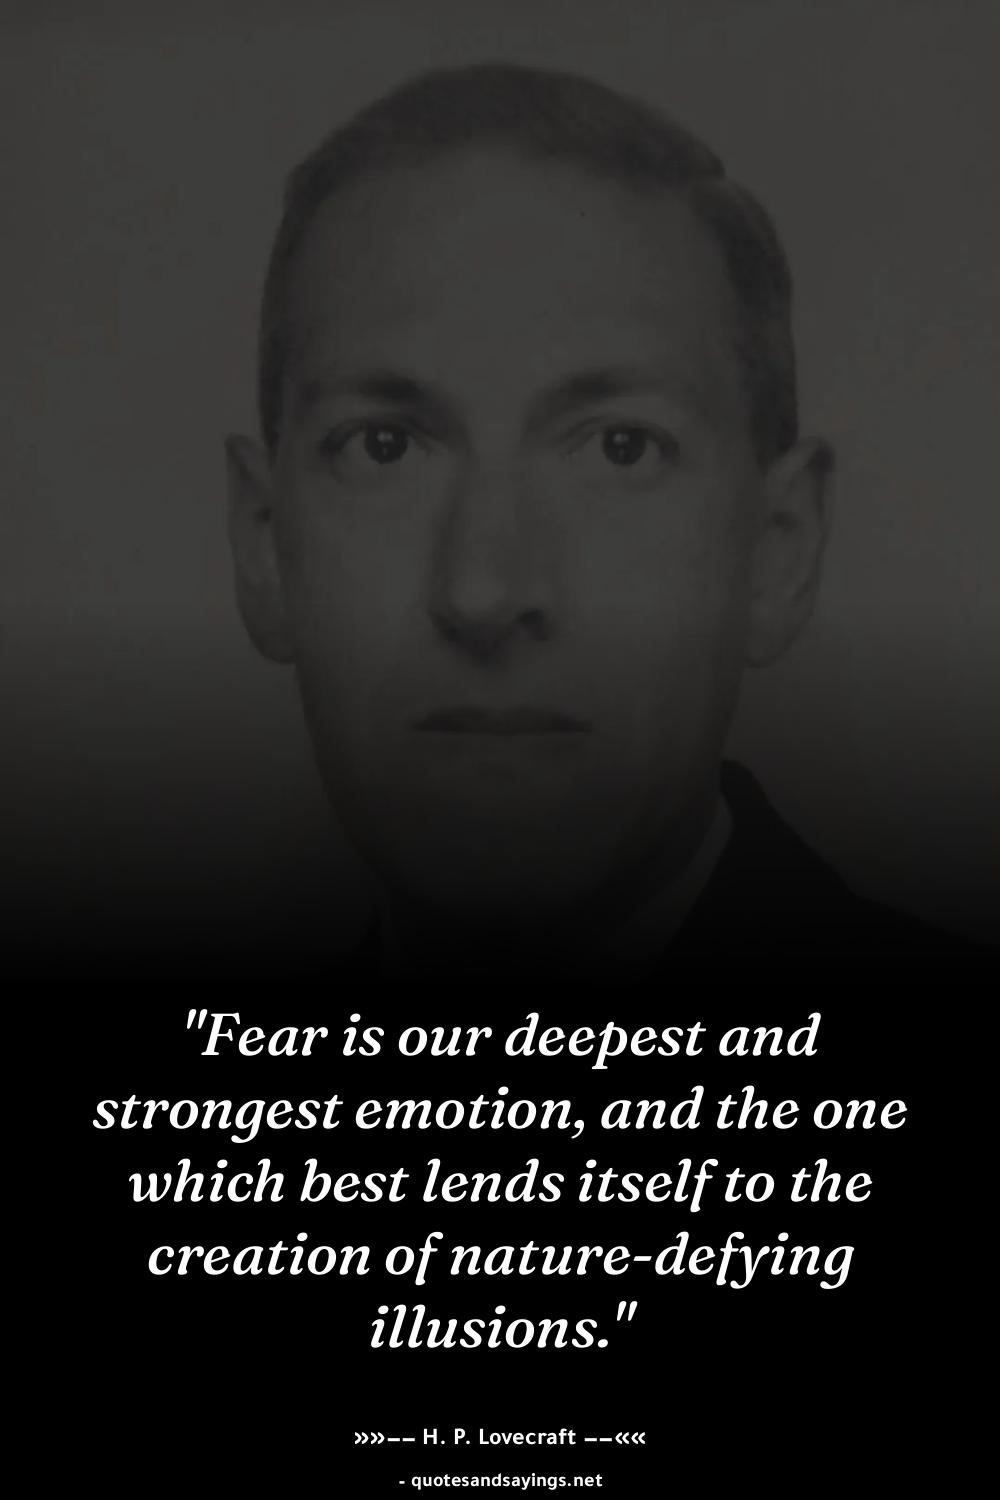 "Fear is our deepest and
strongest emotion, and the one
which best lends itself to the
creation of nature-defying
illusions."
»»−− H. P. Lovecraft −−««
- quotesandsayings.net